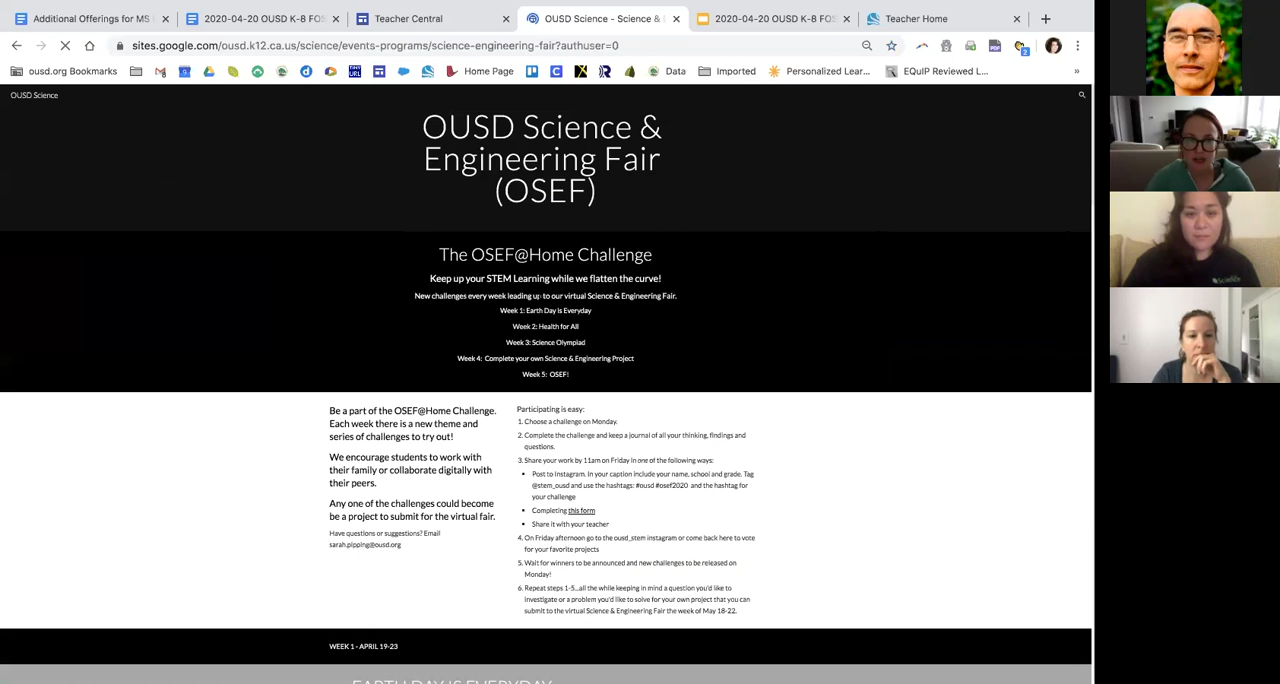 Additional Offerings for MS
2020-04-20 OUSD K-8 FOS
Teacher Central
OUSD Science - Science &
2020-04-20 OUSD K-8 FOS
Teacher Home
sites.google.com/ousd.k12.ca.us/science/events-programs/science-engineering-fair?authuser=0
ousd.org Bookmarks
Home Page
Data
Imported
Personalized Lear...
EQuIP Reviewed L...
OUSD Science
OUSD Science &
Engineering Fair
(OSEF)
The OSEF@Home Challenge
Keep up your STEM Learning while we flatten the curve!
New challenges every week leading up to our virtual Science & Engineering Fair.
Week 1: Earth Day is Everyday
Week 2: Health for All
Week 3: Science Olympiad
Week 4: Complete your own Science & Engineering Project
Week 5: OSEF!
Be a part of the OSEF@Home Challenge.
Each week there is a new theme and
series of challenges to try out!
We encourage students to work with
their family or collaborate digitally with
their peers.
Any one of the challenges could become
be a project to submit for the virtual fair.
Have questions or suggestions? Email
sarah.pipping@ousd.org
Participating is easy:
1. Choose a challenge on Monday.
2. Complete the challenge and keep a journal of all your thinking, findings and
questions.
3. Share your work by 11am on Friday in one of the following ways:
• Post to Instagram. In your caption include your name, school and grade. Tag
@stem_ousd and use the hashtags: #ousd #osef2020 and the hashtag for
your challenge
• Completing this form
• Share it with your teacher
4. On Friday afternoon go to the ousd_stem instagram or come back here to vote
for your favorite projects
5. Wait for winners to be announced and new challenges to be released on
Monday!
6. Repeat steps 1-5...all the while keeping in mind a question you'd like to
investigate or a problem you'd like to solve for your own project that you can
submit to the virtual Science & Engineering Fair the week of May 18-22.
WEEK 1 - APRIL 19-23
EARTH DAY IS EVERYDAY